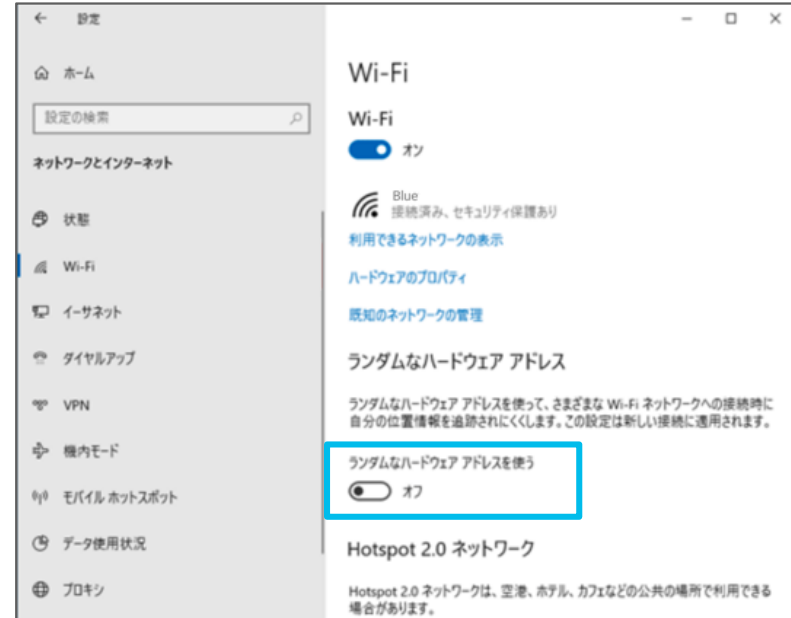 設定
ホーム
設定の検索
ネットワークとインターネット
状態
Wi-Fi
イーサネット
ダイヤルアップ
VPN
機内モード
モバイル ホットスポット
データ使用状況
プロキシ
Wi-Fi
Wi-Fi
オン
Blue
接続済み、セキュリティ保護あり
利用できるネットワークの表示
ハードウェアのプロパティ
既知のネットワークの管理
ランダムなハードウェア アドレス
ランダムなハードウェア アドレスを使って、さまざまな Wi-Fi ネットワークへの接続時に
自分の位置情報を追跡されにくくします。この設定は新しい接続に適用されます。
ランダムなハードウェア アドレスを使う
オフ
Hotspot 2.0 ネットワーク
Hotspot 2.0 ネットワークは、空港、ホテル、カフェなどの公共の場所で利用できる
場合があります。